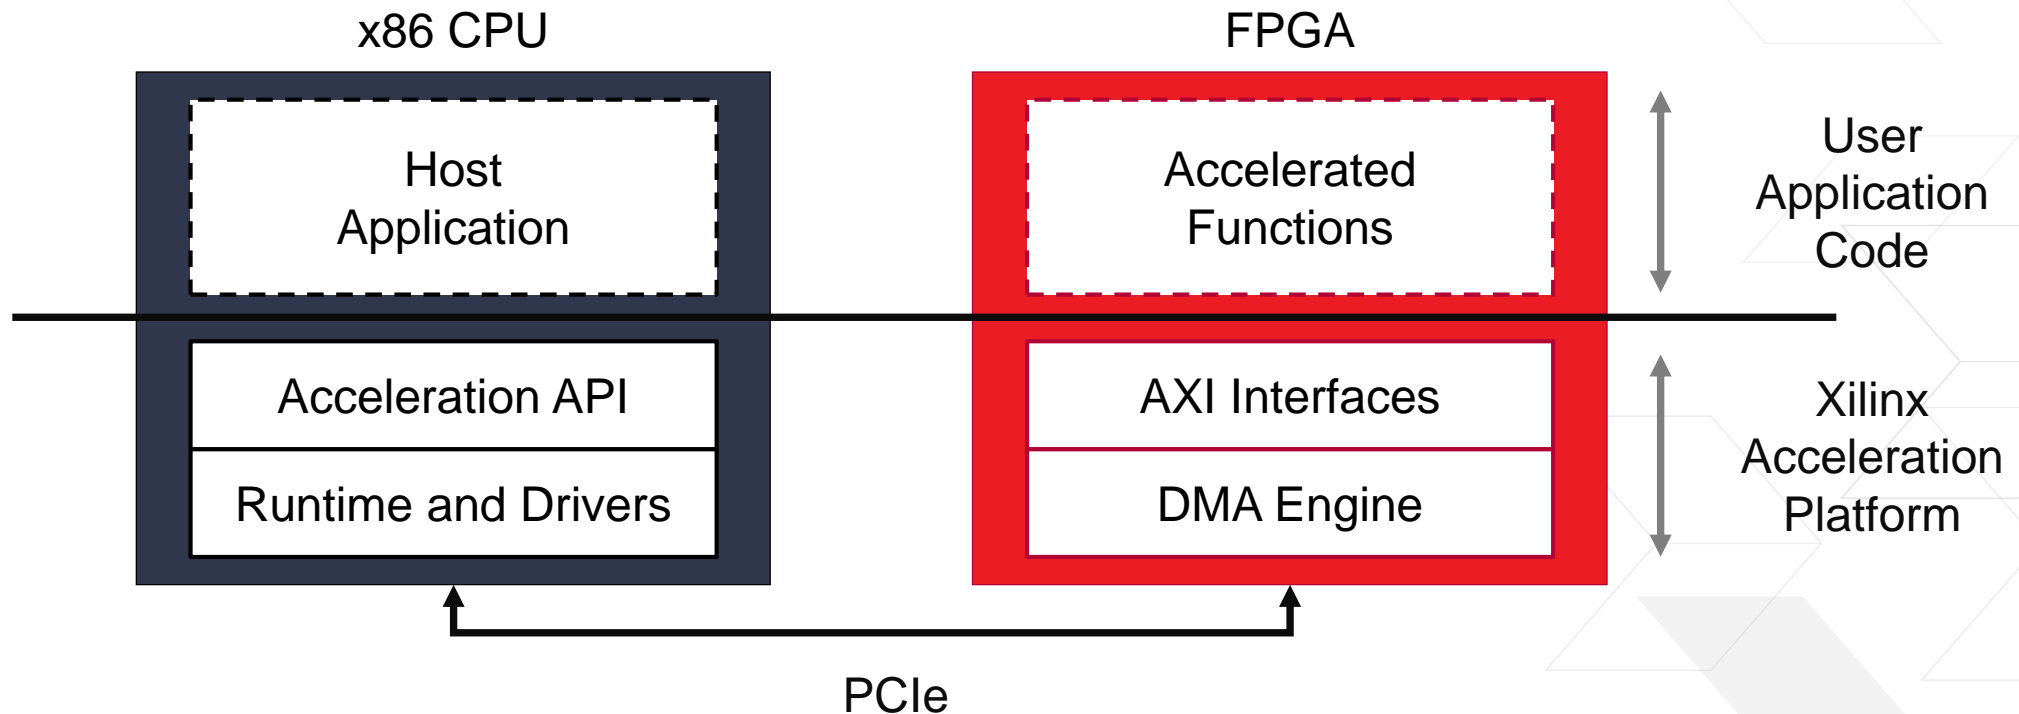 x86 CPU
FPGA
Host
Application
Accelerated
Functions
User
Application
Code
Acceleration API
Runtime and Drivers
AXI Interfaces
DMA Engine
Xilinx
Acceleration
Platform
PCIe